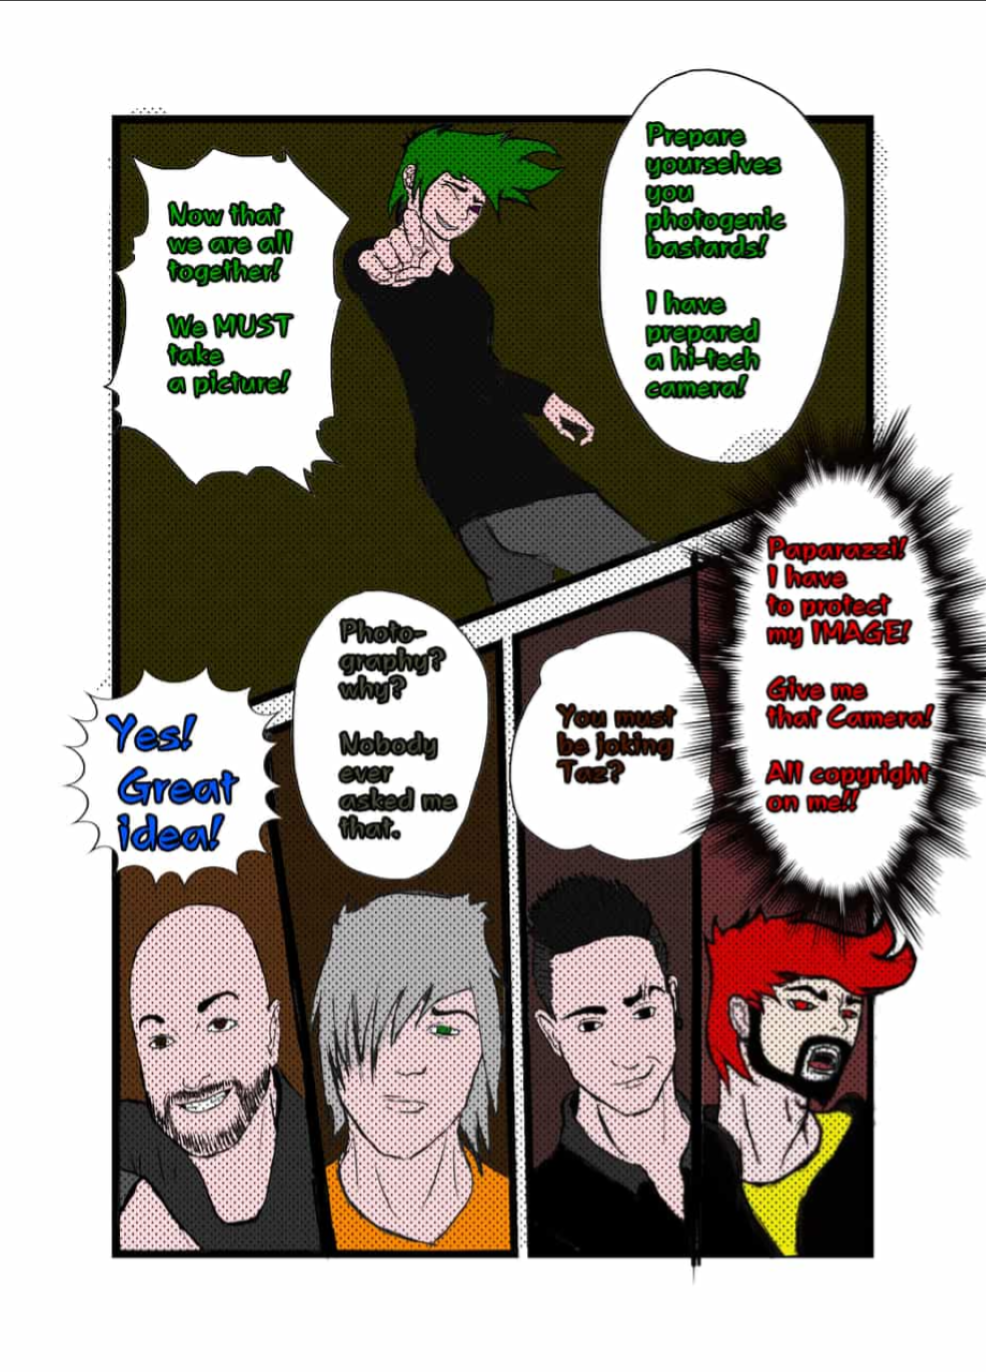 Now that
we are all
together!
We MUST
take
a picture!
Prepare
yourselves
you
photogenic
bastards!
I have
prepared
a hi-tech
camera!
Yes!
Great
idea!
Photo-
graphy?
why?
Nobody
ever
asked me
that.
You must
be joking
Taz?
Paparazzi!
I have
to protect
my IMAGE!
Give me
that Camera!
All copyright
on me!!